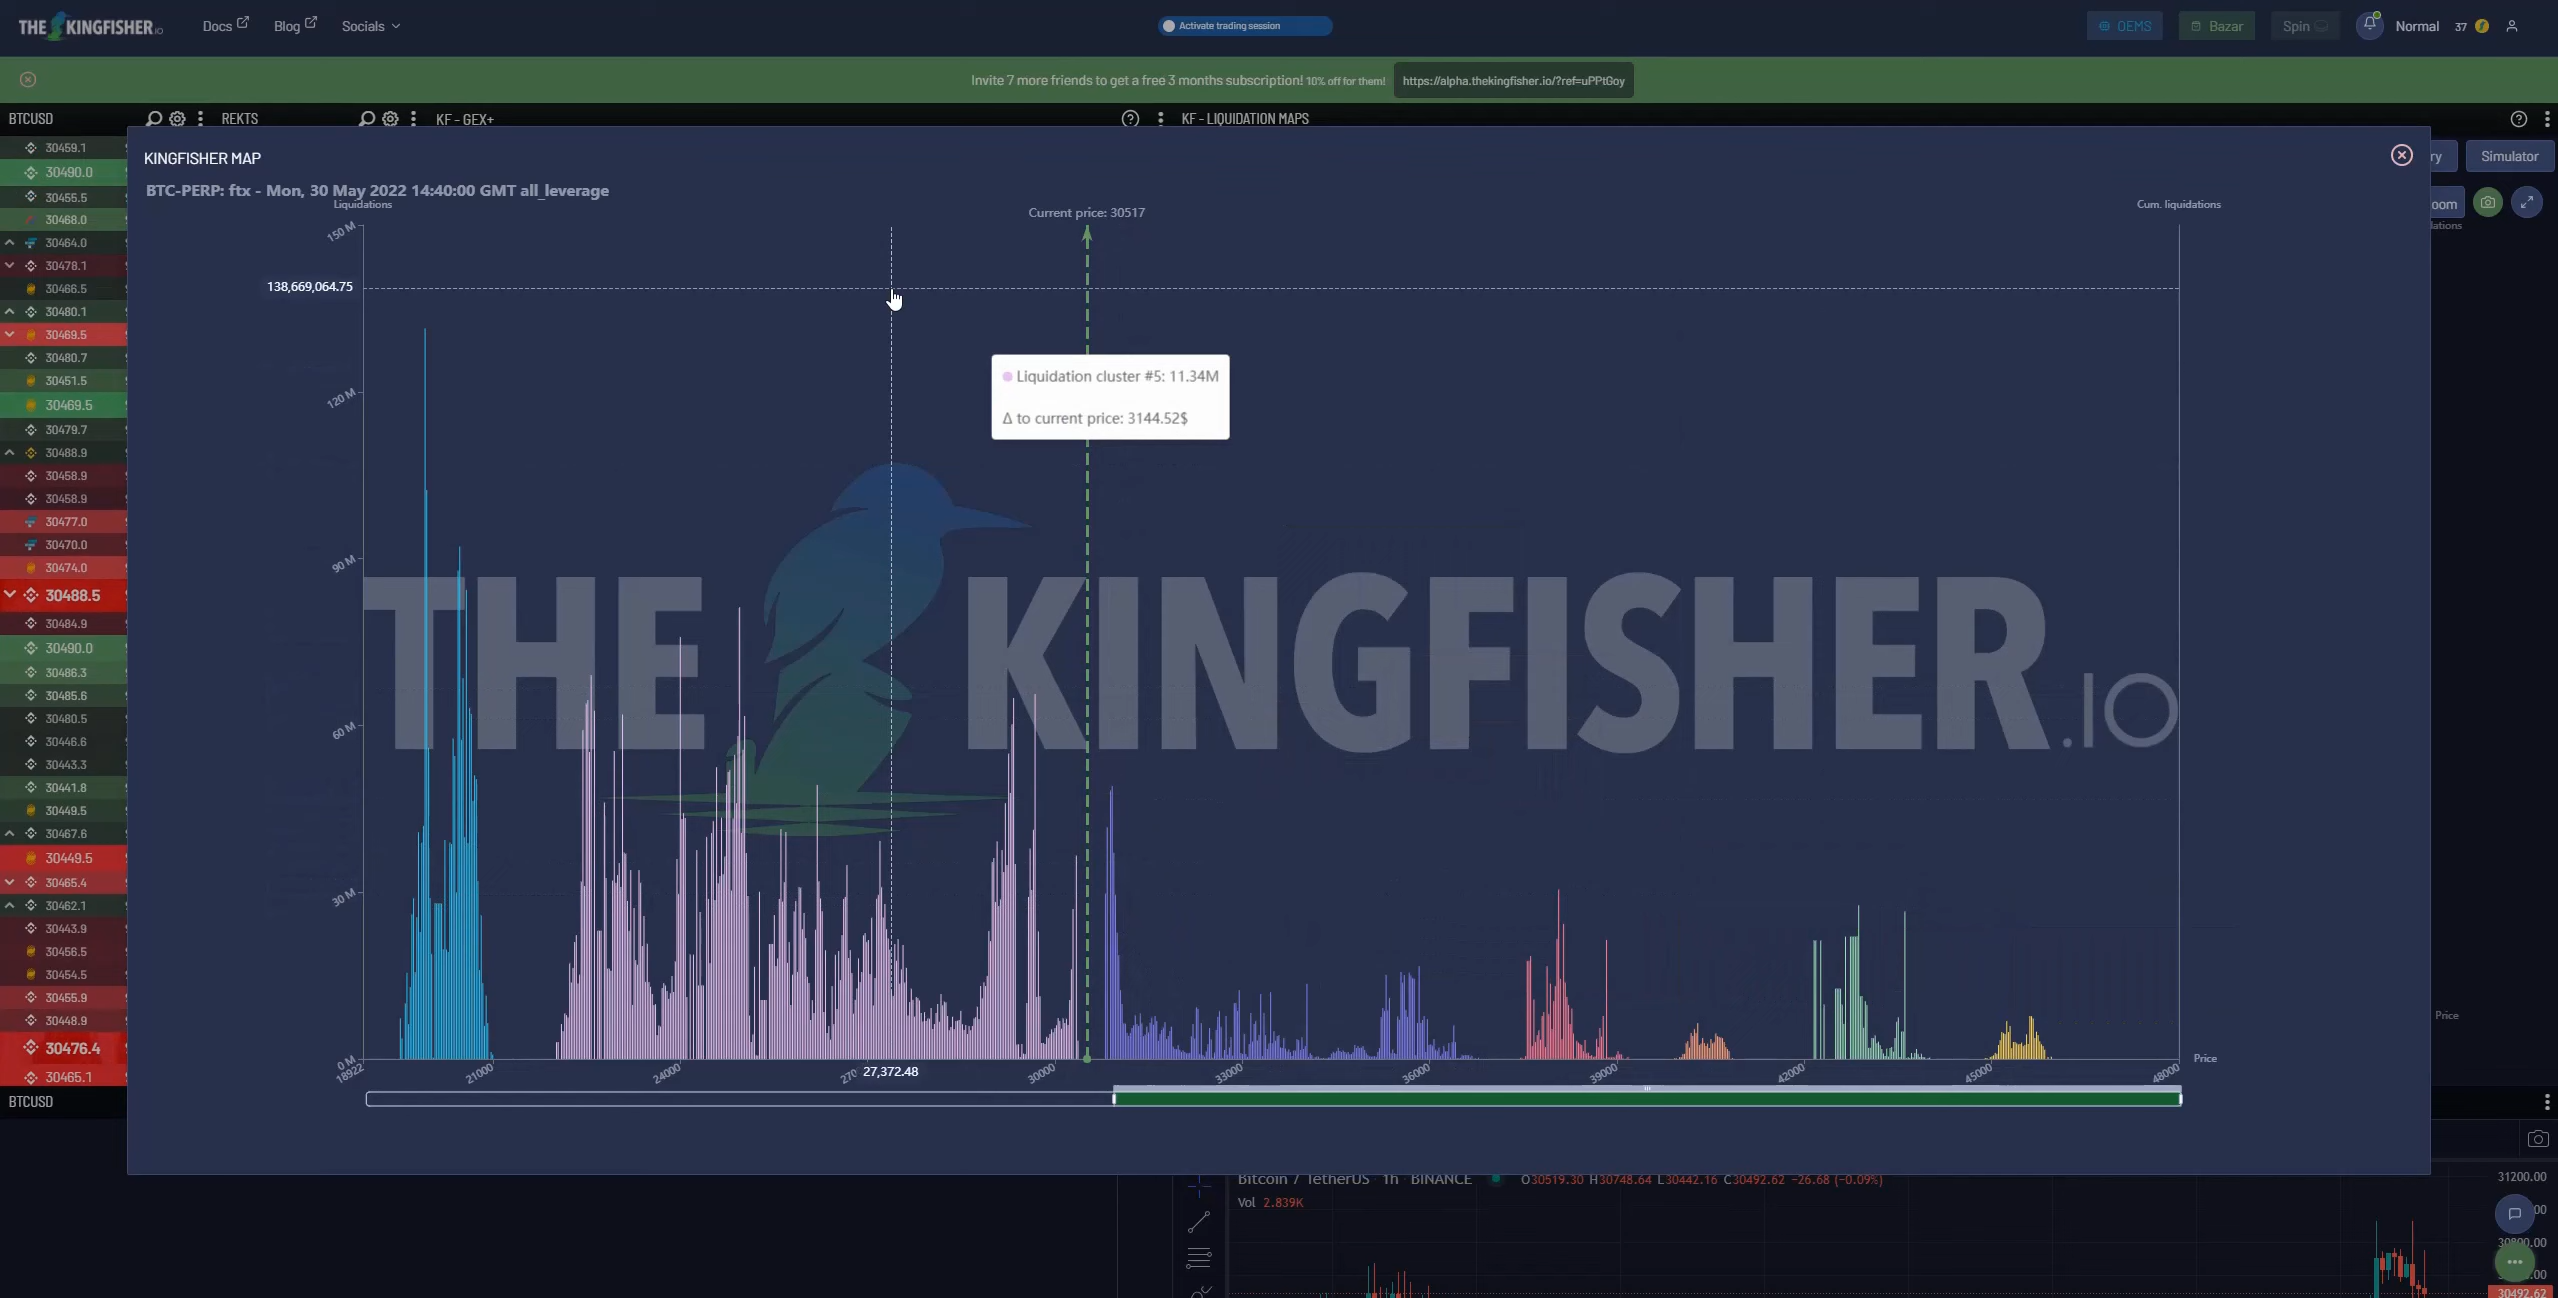 THE KINGFISHER.io
Docs
Blog
Socials
Activate trading session
OEMS
Bazar
Spin
Normal
37
Invite 7 more friends to get a free 3 months subscription! 10% off for them!
https://alpha.thekingfisher.io/?ref=uPPtGoy
BTCUSD
REKTS
KF - GEX+
KF - LIQUIDATION MAPS
30459.1
30490.0
30455.5
30468.0
30464.0
30478.1
30466.5
30480.1
30469.5
30480.7
30451.5
30469.5
30479.7
30488.9
30458.9
30458.9
30477.0
30470.0
30474.0
30488.5
30484.9
30490.0
30486.3
30485.6
30480.5
30446.6
30443.3
30441.8
30449.5
30467.6
30449.5
30465.4
30462.1
30443.9
30456.5
30454.5
30455.9
30448.9
30476.4
30465.1
BTCUSD
KINGFISHER MAP
BTC-PERP: ftx - Mon, 30 May 2022 14:40:00 GMT all_leverage
Liquidations
Current price: 30517
Cum. liquidations
150 M
138,669,064.75
120 M
90 M
60 M
30 M
0 M
Liquidation cluster #5: 11.34M
Δ to current price: 3144.52$
THE KINGFISHER.IO
18922
21000
24000
270
27,372.48
30000
33000
36000
39000
42000
45000
48000
Price
ry
Simulator
oom
lations
Price
Bitcoin / TetherUS 1h BINANCE
O30519.30 H30748.64 L30442.16 C30492.62 −26.68 (−0.09%)
Vol 2.839K
31200.00
00
30800.00
00
30492.62